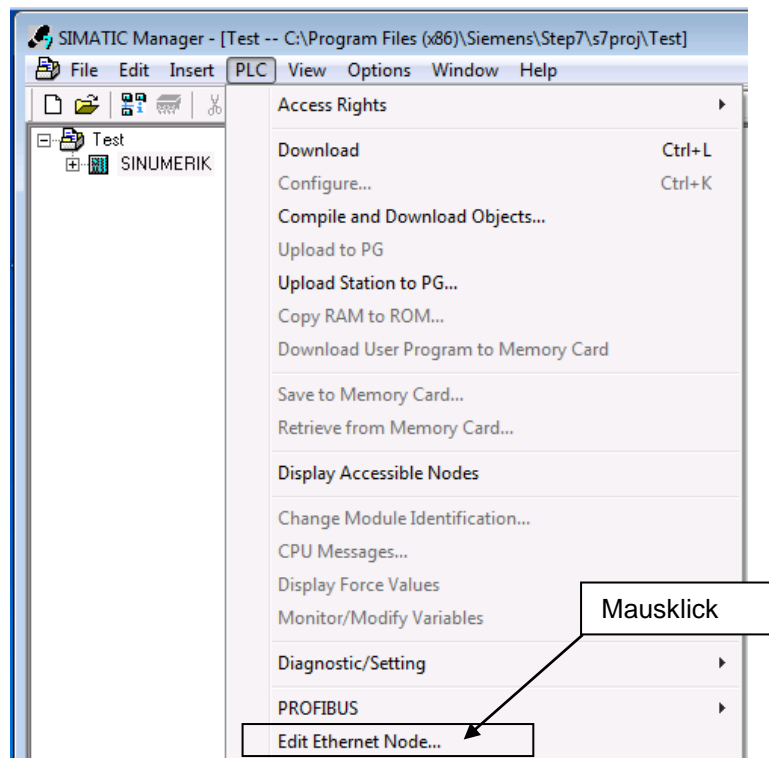 SIMATIC Manager - [Test -- C:\Program Files (x86)\Siemens\Step7\s7proj\Test]
File Edit Insert PLC View Options Window Help
Test
SINUMERIK
Access Rights
Download Ctrl+L
Configure... Ctrl+K
Compile and Download Objects...
Upload to PG
Upload Station to PG...
Copy RAM to ROM...
Download User Program to Memory Card
Save to Memory Card...
Retrieve from Memory Card...
Display Accessible Nodes
Change Module Identification...
CPU Messages...
Display Force Values
Monitor/Modify Variables
Mausklick
Diagnostic/Setting
PROFIBUS
Edit Ethernet Node...